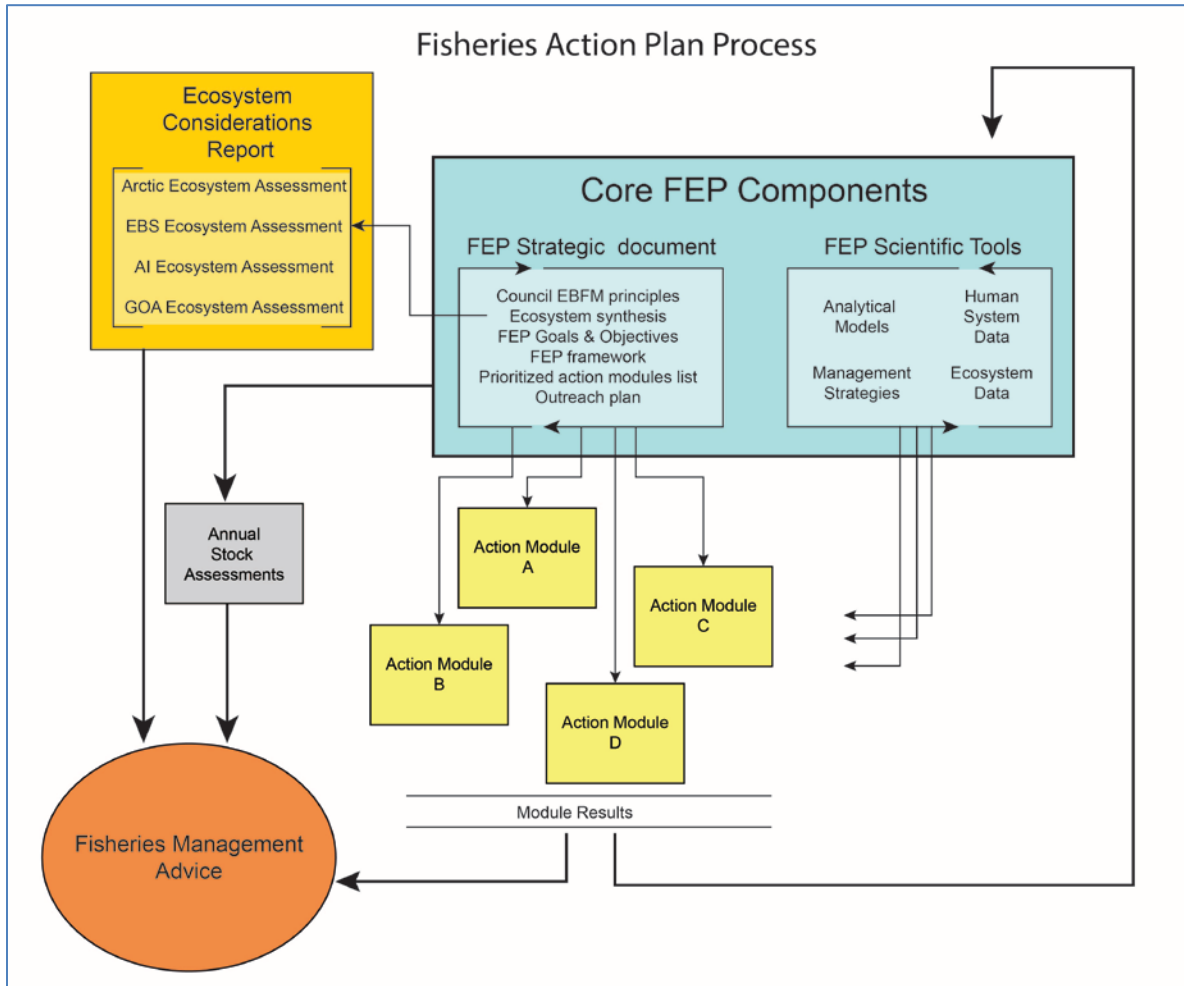 Fisheries Action Plan Process
Ecosystem
Considerations
Report
Arctic Ecosystem Assessment
EBS Ecosystem Assessment
AI Ecosystem Assessment
GOA Ecosystem Assessment
Core FEP Components
FEP Strategic document
Council EBFM principles
Ecosystem synthesis
FEP Goals & Objectives
FEP framework
Prioritized action modules list
Outreach plan
FEP Scientific Tools
Analytical
Models
Human
System
Data
Management
Strategies
Ecosystem
Data
Annual
Stock
Assessments
Action Module
A
Action Module
B
Action Module
C
Action Module
D
Module Results
Fisheries Management
Advice